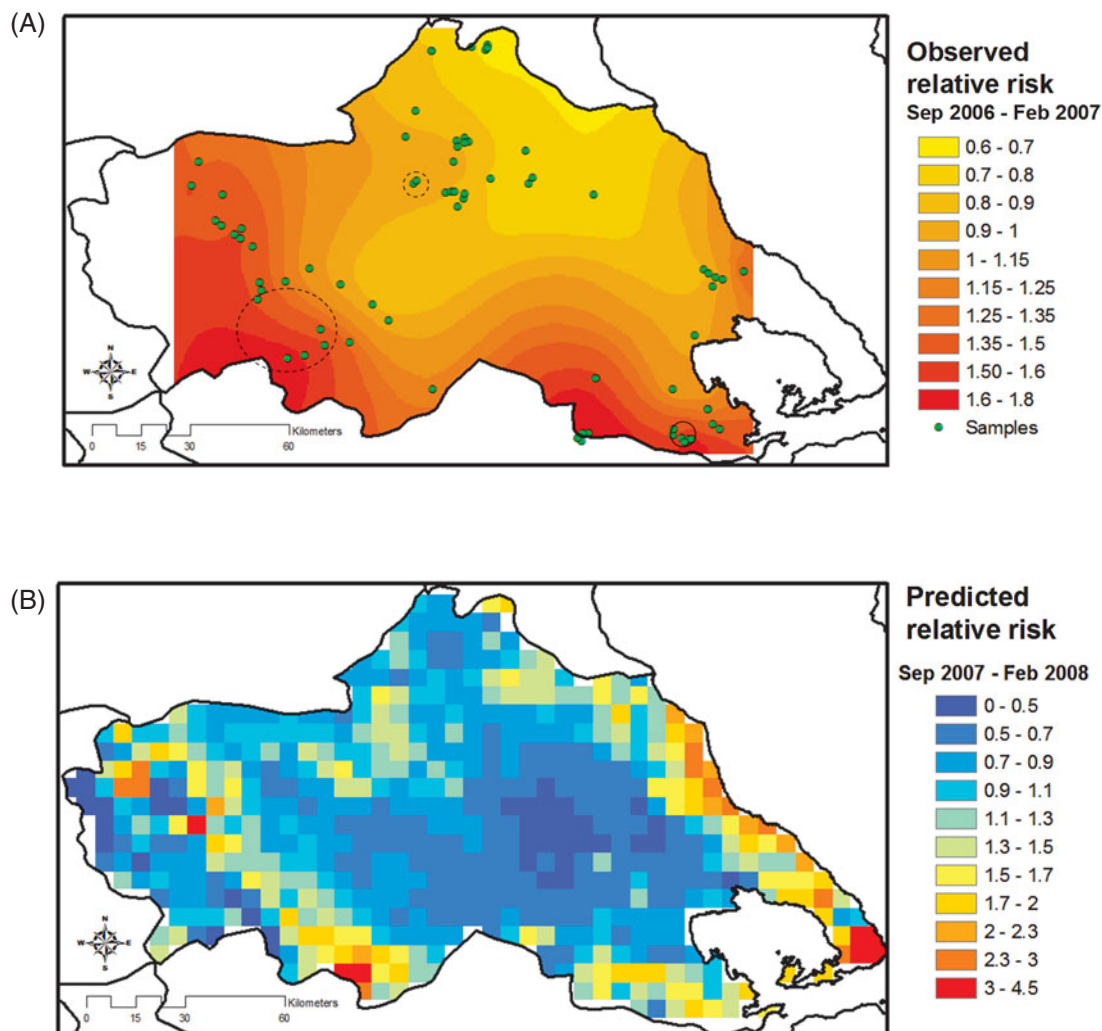 (A)
Observed
relative risk
Sep 2006 - Feb 2007
0.6 - 0.7
0.7 - 0.8
0.8 - 0.9
0.9 - 1
1 - 1.15
1.15 - 1.25
1.25 - 1.35
1.35 - 1.5
1.50 - 1.6
1.6 - 1.8
Samples
N
W E
S
Kilometers
0 15 30 60
(B)
Predicted
relative risk
Sep 2007 - Feb 2008
0 - 0.5
0.5 - 0.7
0.7 - 0.9
0.9 - 1.1
1.1 - 1.3
1.3 - 1.5
1.5 - 1.7
1.7 - 2
2 - 2.3
2.3 - 3
3 - 4.5
N
W E
S
Kilometers
0 15 30 60